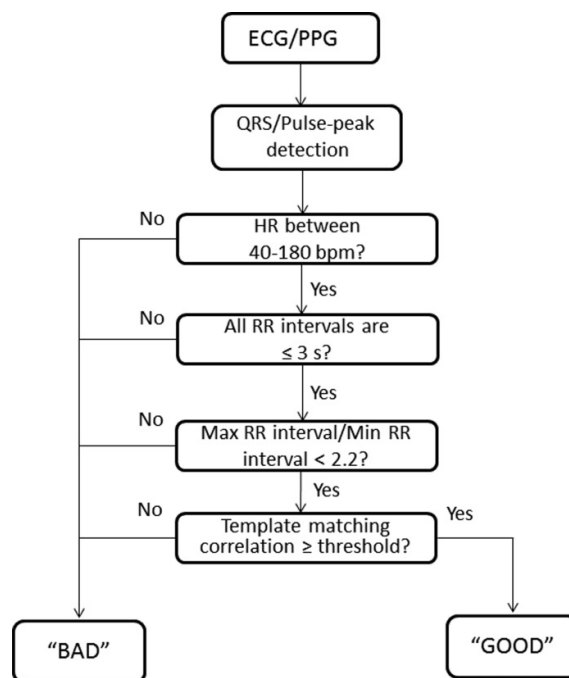 ECG/PPG
QRS/Pulse-peak
detection
No
HR between
40-180 bpm?
Yes
No
All RR intervals are
≤ 3 s?
Yes
No
Max RR interval/Min RR
interval < 2.2?
Yes
No
Template matching
correlation ≥ threshold?
Yes
“BAD”
“GOOD”